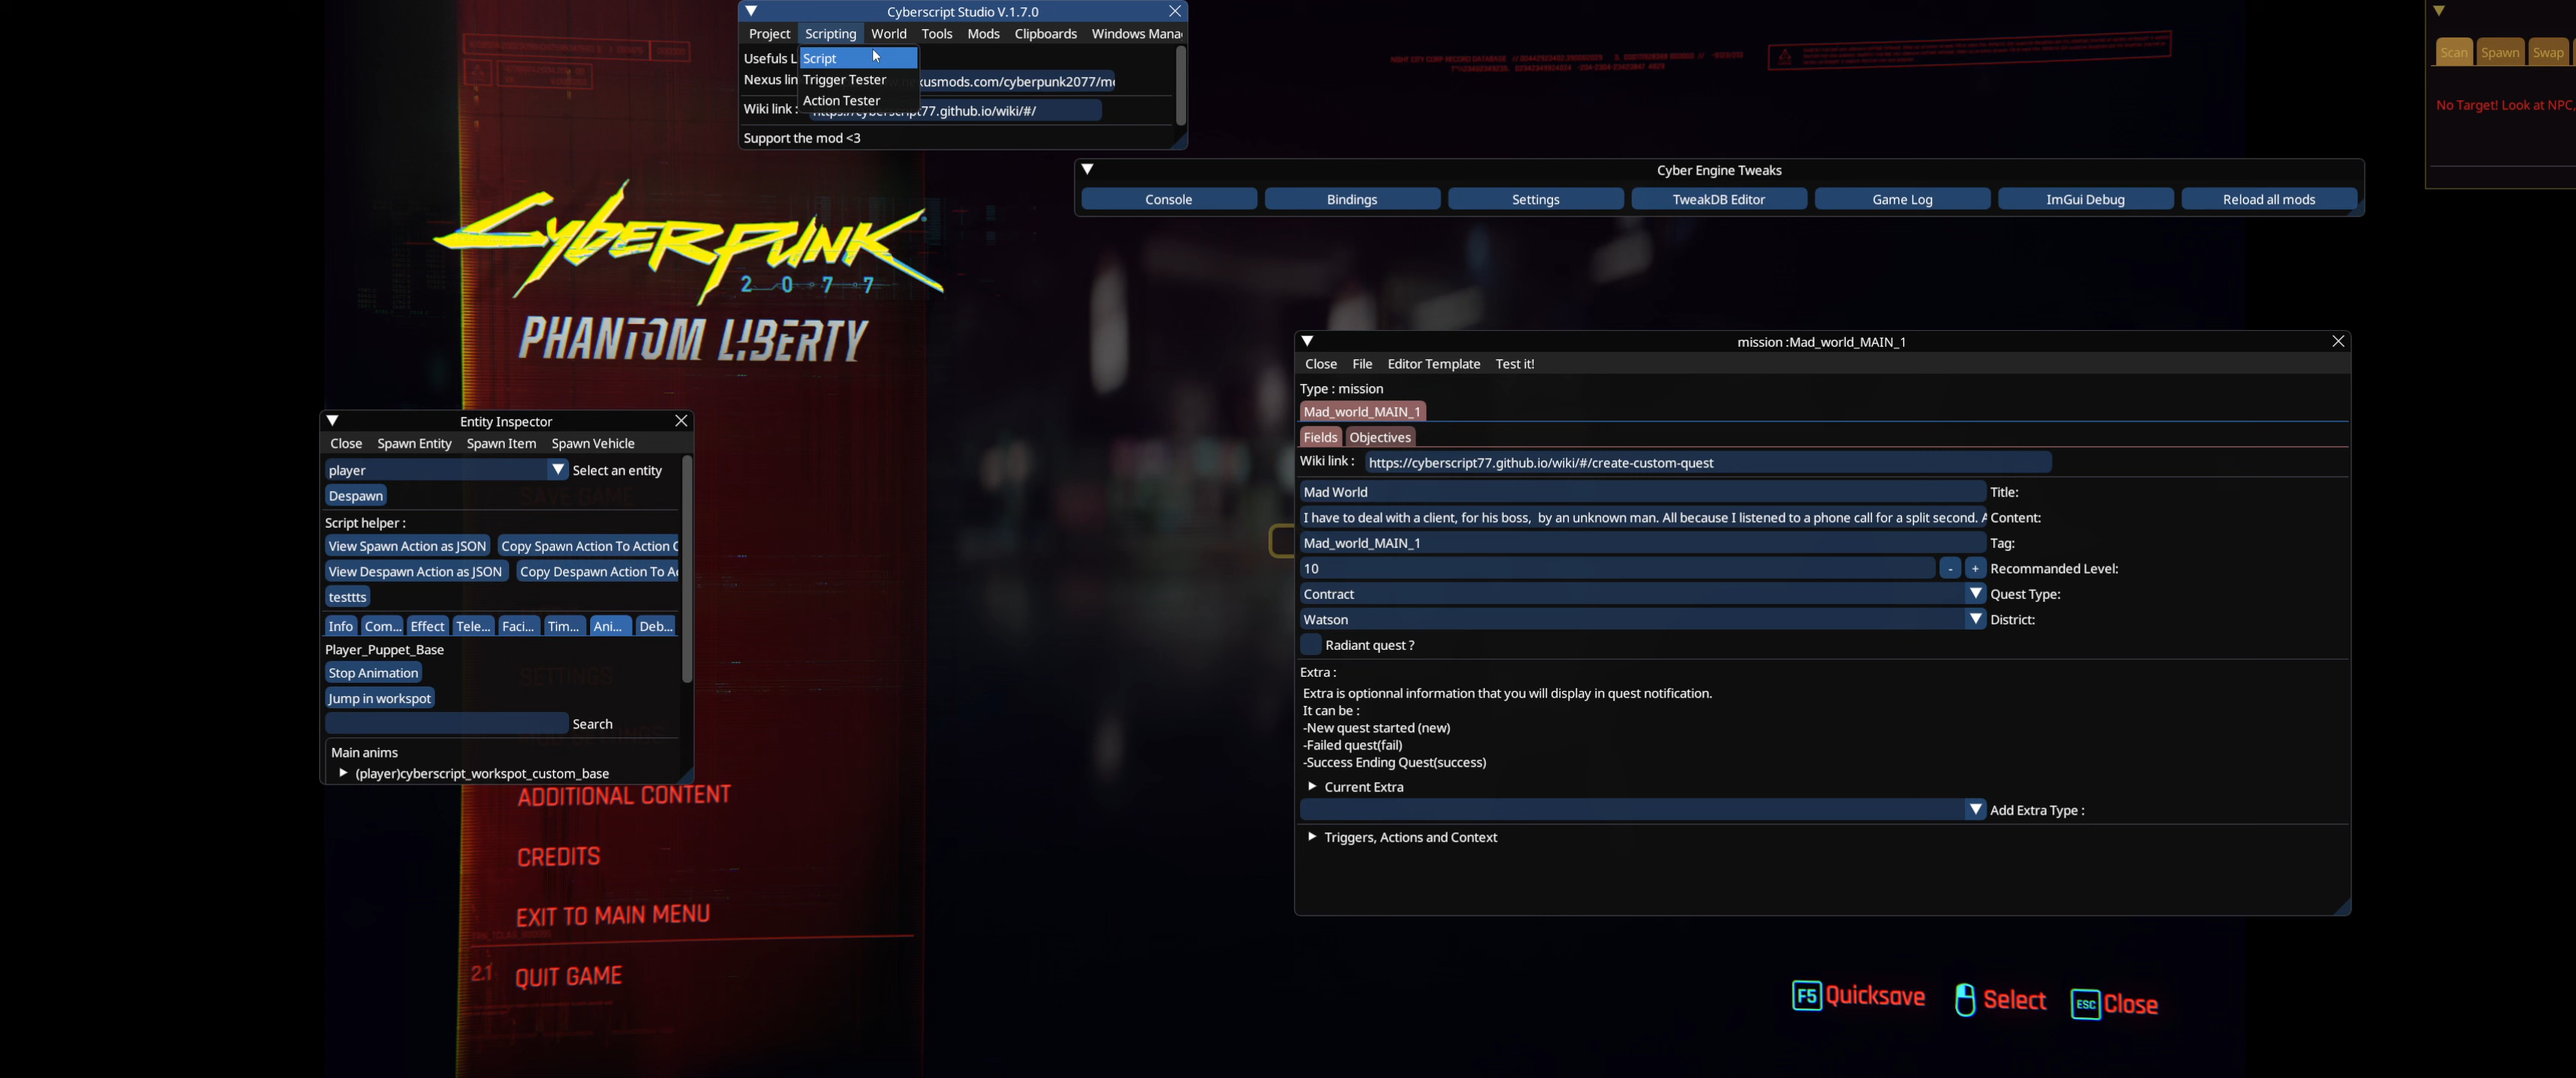 Cyberscript Studio V.1.7.0
Project Scripting World Tools Mods Clipboards Windows Mana
Usefuls L
Script
Nexus lin
Trigger Tester
xusmods.com/cyberpunk2077/m
Action Tester
Wiki link :
https://cyberscript77.github.io/wiki/#/
Support the mod <3
Scan Spawn Swap
No Target! Look at NPC,
Cyber Engine Tweaks
Console Bindings Settings TweakDB Editor Game Log ImGui Debug Reload all mods
CYBERPUNK
2077
PHANTOM LIBERTY
Entity Inspector
Close Spawn Entity Spawn Item Spawn Vehicle
player Select an entity
Despawn
SAVE GAME
Script helper :
View Spawn Action as JSON Copy Spawn Action To Action C
View Despawn Action as JSON Copy Despawn Action To A
testtts
Info Com... Effect Tele... Faci... Tim... Ani... Deb...
Player_Puppet_Base
Stop Animation
SETTINGS
Jump in workspot
Search
Main anims
(player)cyberscript_workspot_custom_base
ADDITIONAL CONTENT
CREDITS
EXIT TO MAIN MENU
2.1 QUIT GAME
mission :Mad_world_MAIN_1
Close File Editor Template Test it!
Type : mission
Mad_world_MAIN_1
Fields Objectives
Wiki link : https://cyberscript77.github.io/wiki/#/create-custom-quest
Mad World Title:
I have to deal with a client, for his boss, by an unknown man. All because I listened to a phone call for a split second. A Content:
Mad_world_MAIN_1 Tag:
10 - + Recommanded Level:
Contract Quest Type:
Watson District:
Radiant quest ?
Extra :
Extra is optionnal information that you will display in quest notification.
It can be :
-New quest started (new)
-Failed quest(fail)
-Success Ending Quest(success)
Current Extra
Add Extra Type :
Triggers, Actions and Context
F5 Quicksave Select ESC Close